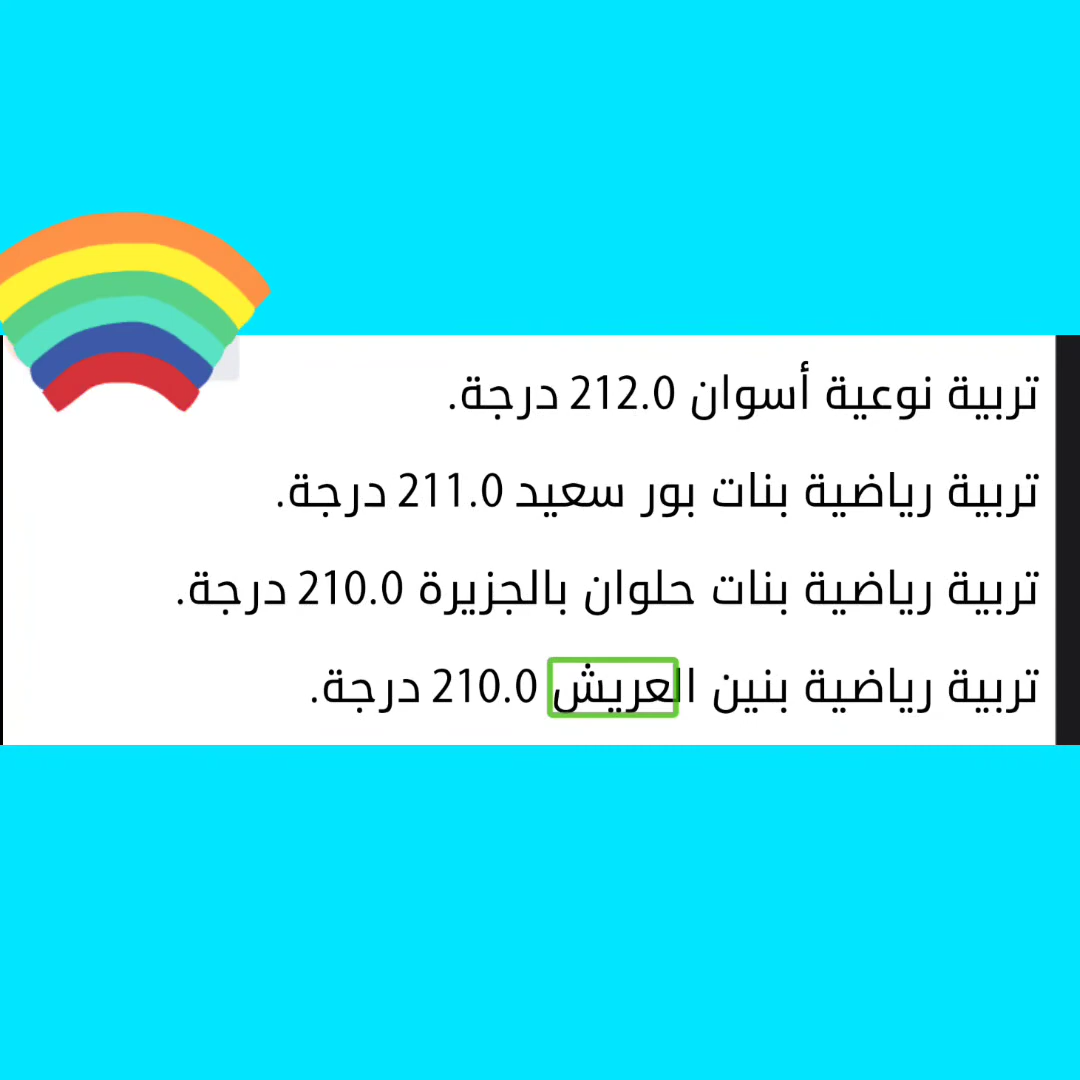 تربية نوعية أسوان 212.0 درجة.
تربية رياضية بنات بور سعيد 211.0 درجة.
تربية رياضية بنات حلوان بالجزيرة 210.0 درجة.
تربية رياضية بنين العريش 210.0 درجة.